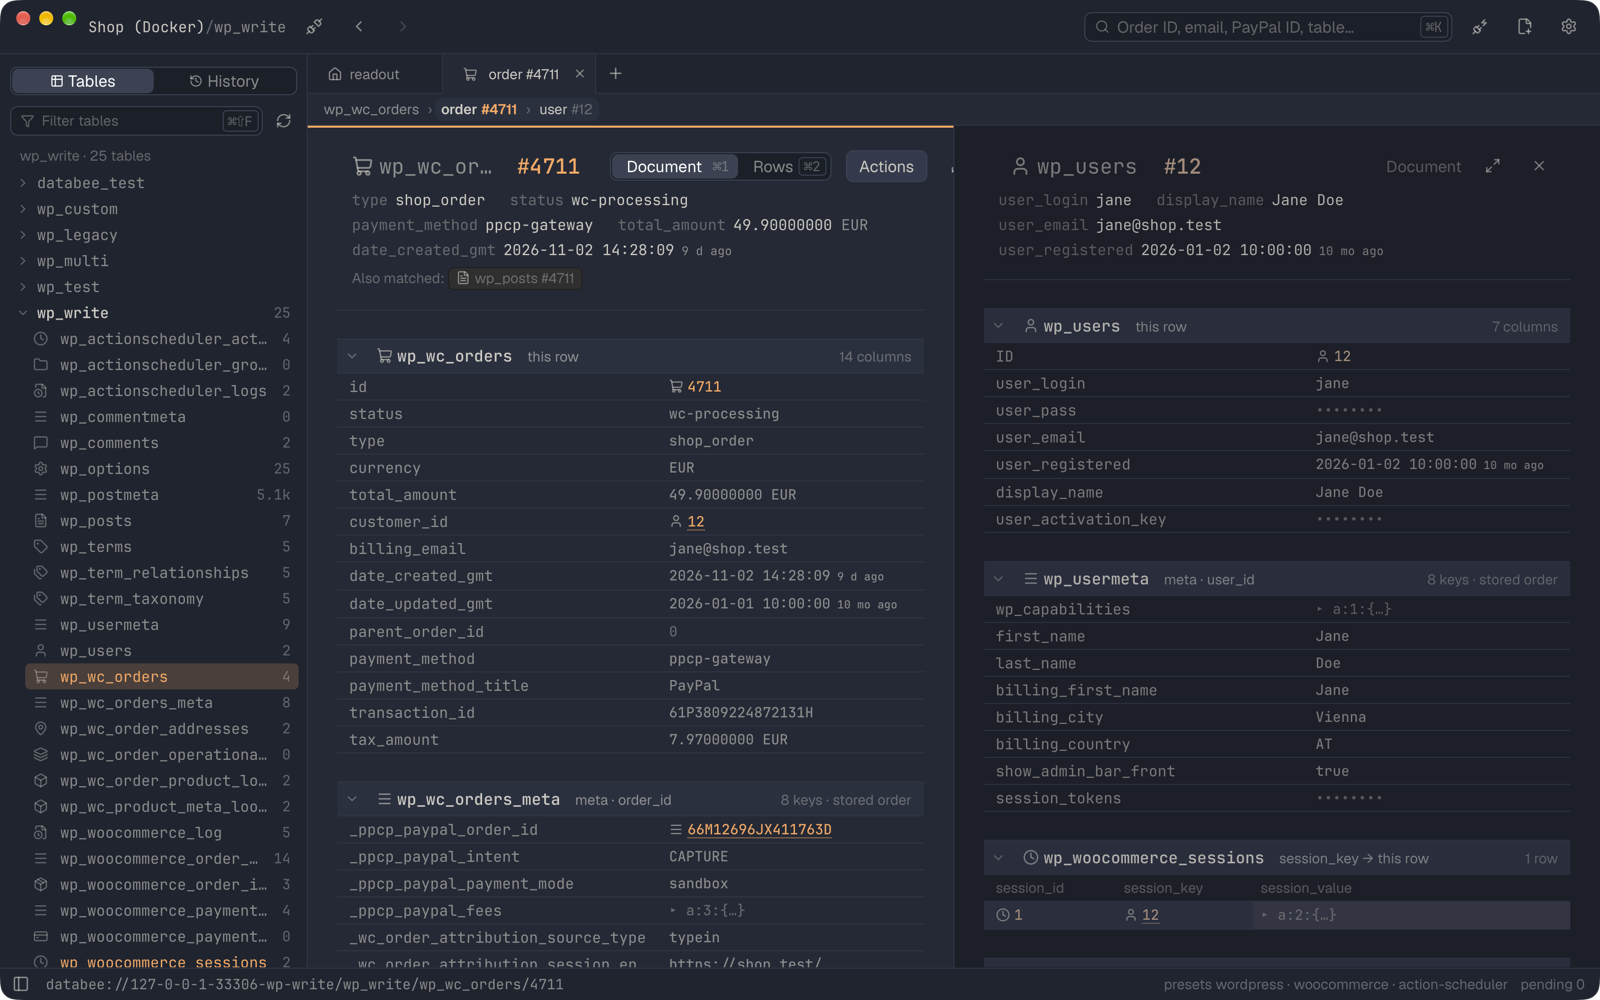 Shop (Docker)/wp_write
Order ID, email, PayPal ID, table... ⌘K
Tables
History
Filter tables ⌘⇧F
wp_write · 25 tables
databee_test
wp_custom
wp_legacy
wp_multi
wp_test
wp_write 25
wp_actionscheduler_act… 4
wp_actionscheduler_gro… 0
wp_actionscheduler_logs 2
wp_commentmeta 0
wp_comments 2
wp_options 25
wp_postmeta 5.1k
wp_posts 7
wp_terms 5
wp_term_relationships 5
wp_term_taxonomy 5
wp_usermeta 9
wp_users 2
wp_wc_orders 4
wp_wc_orders_meta 8
wp_wc_order_addresses 2
wp_wc_order_operationa… 0
wp_wc_order_product_lo… 2
wp_wc_product_meta_loo… 2
wp_woocommerce_log 5
wp_woocommerce_order_… 14
wp_woocommerce_order_i… 3
wp_woocommerce_payment… 4
wp_woocommerce_payment… 0
wp_woocommerce_sessions 2
readout
order #4711
wp_wc_orders › order #4711 › user #12
wp_wc_or… #4711
Document ⌘1
Rows ⌘2
Actions
type shop_order status wc-processing
payment_method ppcp-gateway total_amount 49.90000000 EUR
date_created_gmt 2026-11-02 14:28:09 9 d ago
Also matched: wp_posts #4711
wp_wc_orders this row 14 columns
id 4711
status wc-processing
type shop_order
currency EUR
total_amount 49.90000000 EUR
customer_id 12
billing_email jane@shop.test
date_created_gmt 2026-11-02 14:28:09 9 d ago
date_updated_gmt 2026-01-01 10:00:00 10 mo ago
parent_order_id 0
payment_method ppcp-gateway
payment_method_title PayPal
transaction_id 61P3809224872131H
tax_amount 7.97000000 EUR
wp_wc_orders_meta meta · order_id 8 keys · stored order
_ppcp_paypal_order_id 66M12696JX411763D
_ppcp_paypal_intent CAPTURE
_ppcp_paypal_payment_mode sandbox
_ppcp_paypal_fees a:3:{…}
_wc_order_attribution_source_type typein
_wc_order_attribution_session_en https://shop.test/
wp_users #12
Document
user_login jane display_name Jane Doe
user_email jane@shop.test
user_registered 2026-01-02 10:00:00 10 mo ago
wp_users this row 7 columns
ID 12
user_login jane
user_pass ••••••••
user_email jane@shop.test
user_registered 2026-01-02 10:00:00 10 mo ago
display_name Jane Doe
user_activation_key ••••••••
wp_usermeta meta · user_id 8 keys · stored order
wp_capabilities a:1:{…}
first_name Jane
last_name Doe
billing_first_name Jane
billing_city Vienna
billing_country AT
show_admin_bar_front true
session_tokens ••••••••
wp_woocommerce_sessions session_key → this row 1 row
session_id session_key session_value
1 12 a:2:{…}
databee://127-0-0-1-33306-wp-write/wp_write/wp_wc_orders/4711
presets wordpress · woocommerce · action-scheduler pending 0